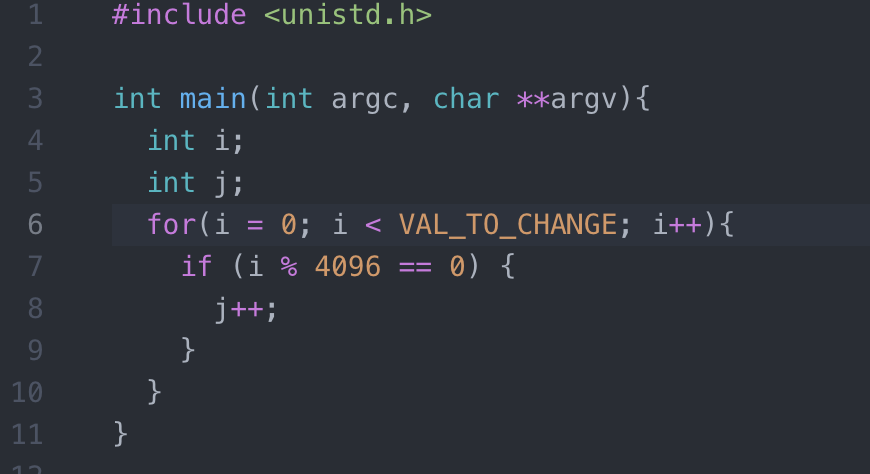 1 #include <unistd.h>
2
3 int main(int argc, char **argv){
4 int i;
5 int j;
6 for(i = 0; i < VAL_TO_CHANGE; i++){
7 if (i % 4096 == 0) {
8 j++;
9 }
10 }
11 }
12